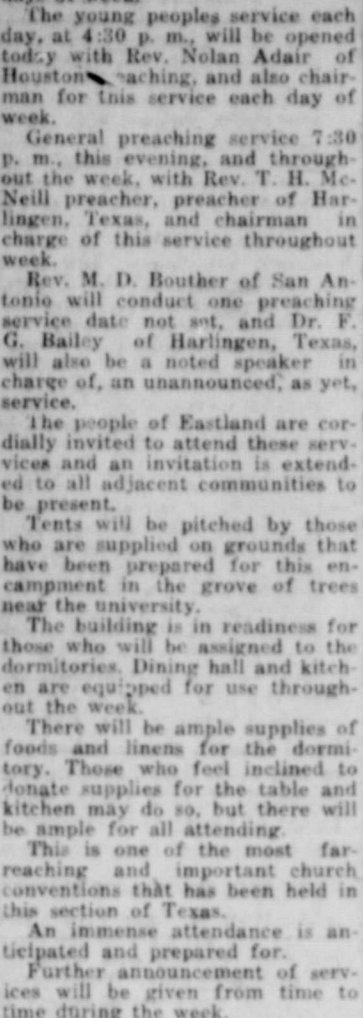 The young peoples service each
day, at 4:30 p. m., will be opened
today with Rev. Nolan Adair of
Houston eaching, and also chair-
man for this service each day of
week.
General preaching service 7:30
p. m., this evening, and through-
out the week, with Rev. T. H. Mc-
Neill preacher, preacher of Har-
lingen, Texas, and chairman in
charge of this service throughout
week.
Rev. M. D. Bouther of San An-
tonio will conduct one preaching
service date not set, and Dr. F.
G. Bailey of Harlingen, Texas,
will also be a noted speaker in
charge of, an unannounced, as yet,
service.
The people of Eastland are cor-
dially invited to attend these serv-
vices and an invitation is extend-
ed to all adjacent communities to
be present.
Tents will be pitched by those
who are supplied on grounds that
have been prepared for this en-
campment in the grove of trees
near the university.
The building is in readiness for
those who will be assigned to the
dormitories. Dining hall and kitch-
en are equipped for use through-
out the week.
There will be ample supplies of
foods and linens for the dormi-
tory. Those who feel inclined to
donate supplies for the table and
kitchen may do so, but there will
be ample for all attending.
This is one of the most far-
reaching and important church
conventions that has been held in
this section of Texas.
An immense attendance is an-
ticipated and prepared for.
Further announcement of serv-
ices will be given from time to
time during the week.